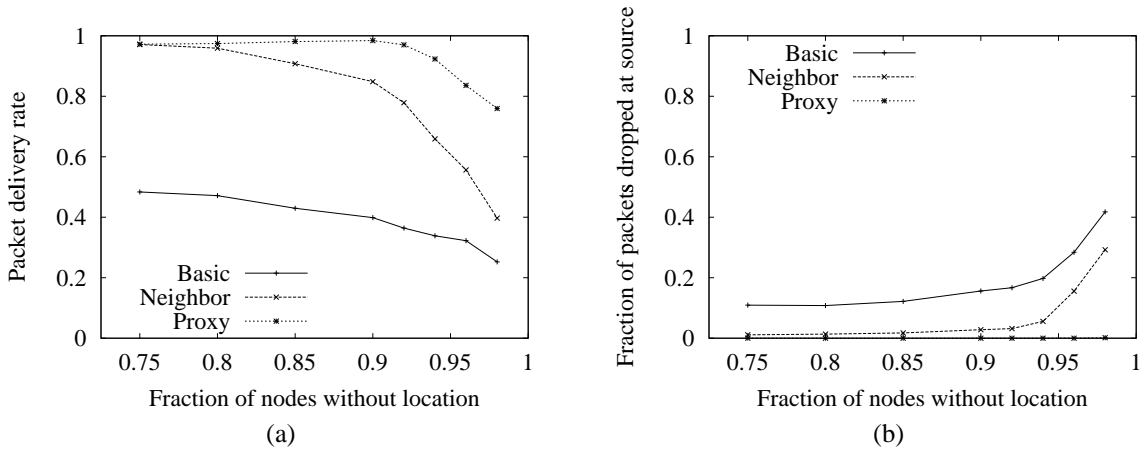 Packet delivery rate
1
0.8
0.6
0.4
0.2
0
Basic
Neighbor
Proxy
0.75 0.8 0.85 0.9 0.95 1
Fraction of nodes without location
(a)
Fraction of packets dropped at source
1
0.8
0.6
0.4
0.2
0
Basic
Neighbor
Proxy
0.75 0.8 0.85 0.9 0.95 1
Fraction of nodes without location
(b)